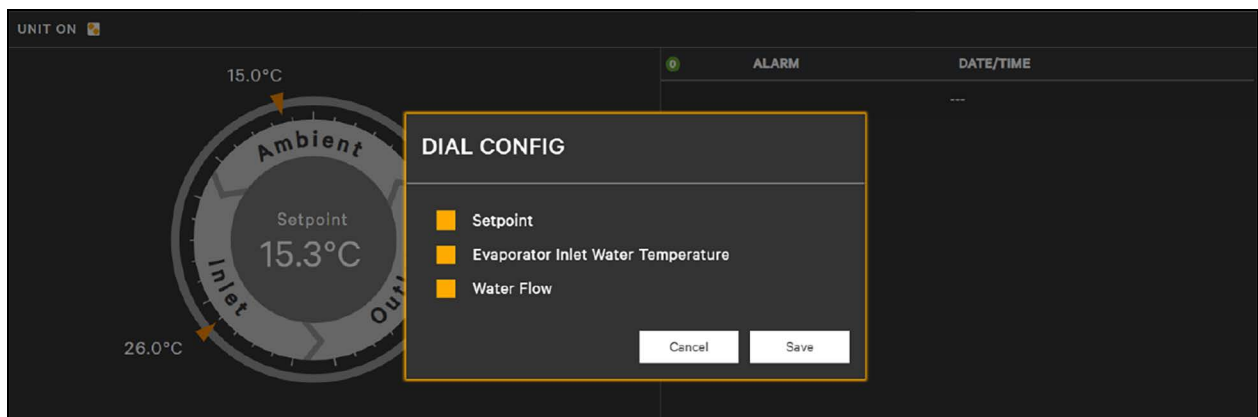 UNIT ON
0 ALARM DATE/TIME
15.0°C
---
Ambient
DIAL CONFIG
Setpoint
15.3°C
Setpoint
Evaporator Inlet Water Temperature
Inlet
Water Flow
26.0°C
Cancel Save